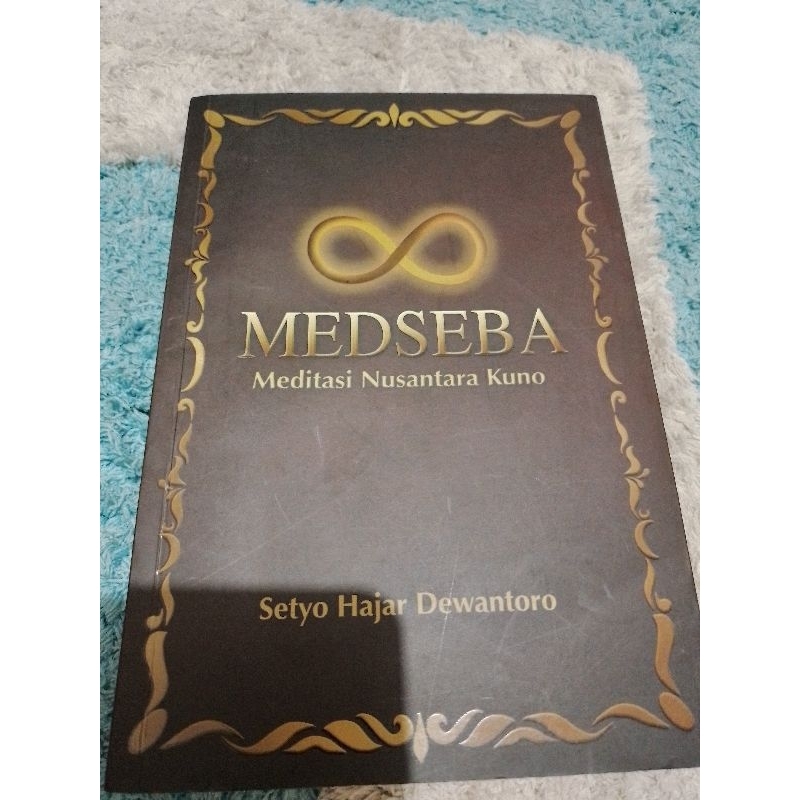 MEDSEBA
Meditasi Nusantara Kuno
Setyo Hajar Dewantoro